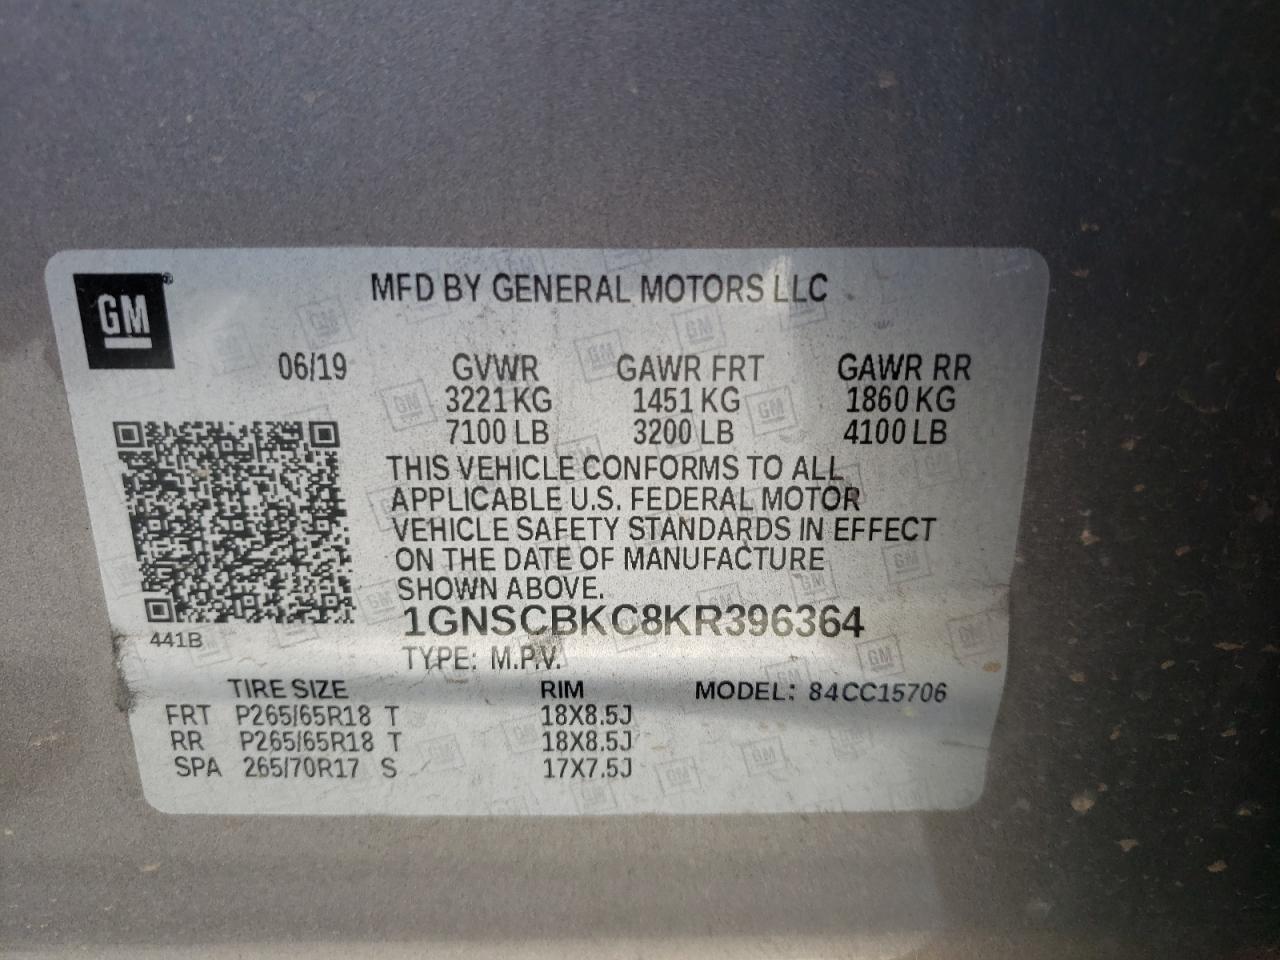 GM®
MFD BY GENERAL MOTORS LLC
06/19 GVWR GAWR FRT GAWR RR
3221 KG 1451 KG 1860 KG
7100 LB 3200 LB 4100 LB
THIS VEHICLE CONFORMS TO ALL
APPLICABLE U.S. FEDERAL MOTOR
VEHICLE SAFETY STANDARDS IN EFFECT
ON THE DATE OF MANUFACTURE
SHOWN ABOVE.
1GNSCBKC8KR396364
441B
TYPE: M.P.V.
TIRE SIZE RIM MODEL: 84CC15706
FRT P265/65R18 T 18X8.5J
RR P265/65R18 T 18X8.5J
SPA 265/70R17 S 17X7.5J